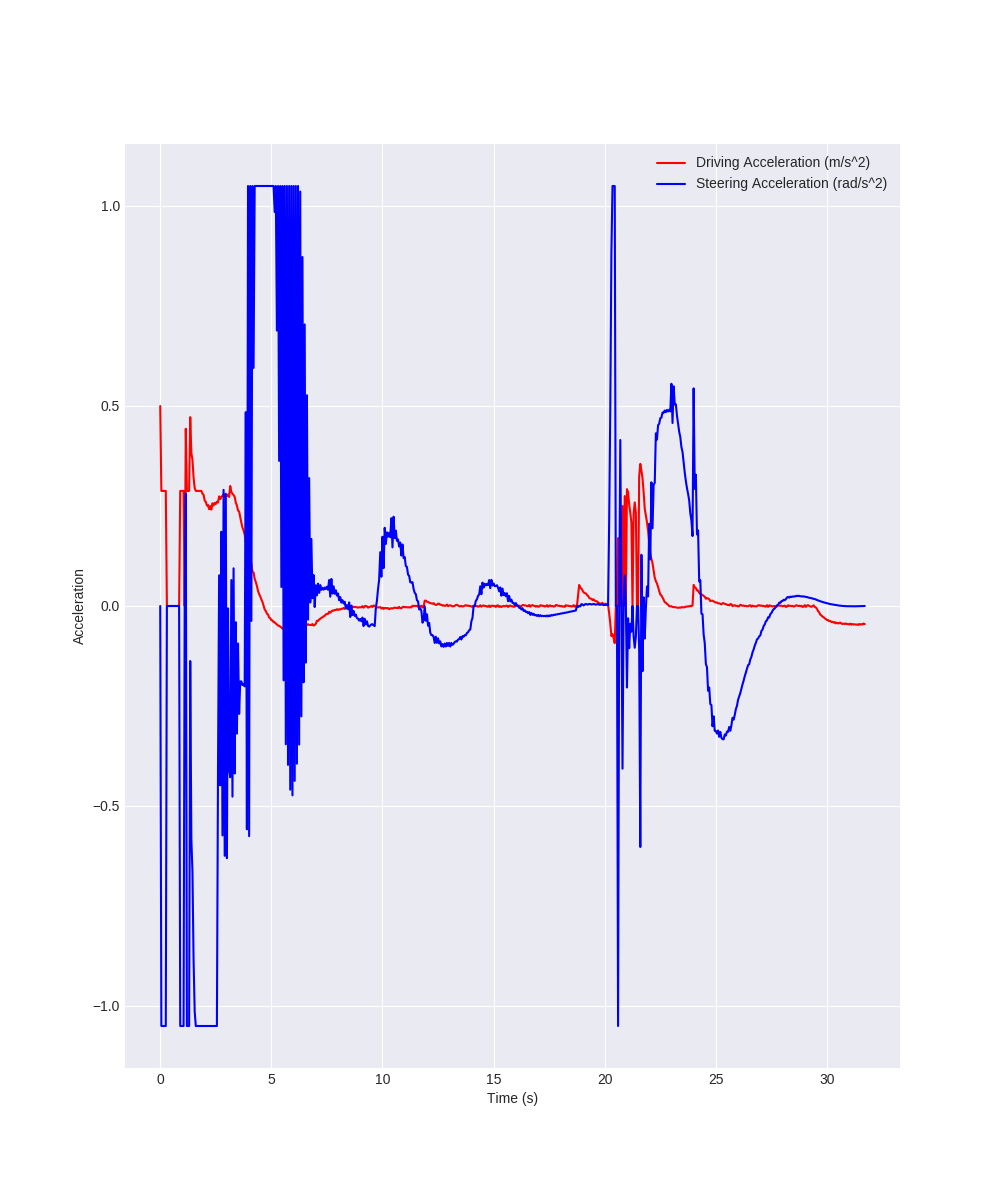 Driving Acceleration (m/s^2)
Steering Acceleration (rad/s^2)
1.0
0.5
0.0
−0.5
−1.0
Acceleration
0 5 10 15 20 25 30
Time (s)